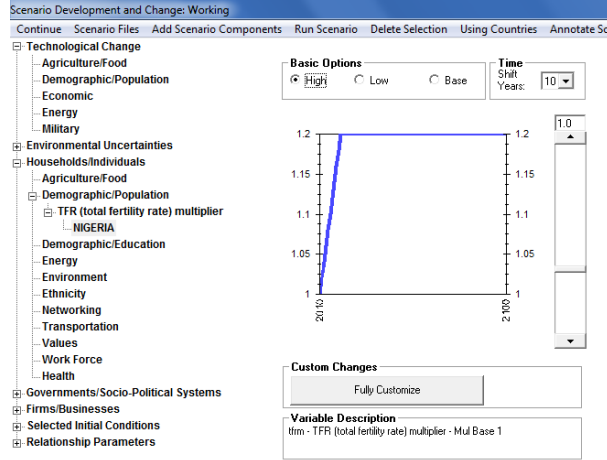 Scenario Development and Change: Working
Continue Scenario Files Add Scenario Components Run Scenario Delete Selection Using Countries Annotate Sc
Technological Change
Agriculture/Food
Demographic/Population
Economic
Energy
Military
Environmental Uncertainties
Households/Individuals
Agriculture/Food
Demographic/Population
TFR (total fertility rate) multiplier
NIGERIA
Demographic/Education
Energy
Environment
Ethnicity
Networking
Transportation
Values
Work Force
Health
Governments/Socio-Political Systems
Firms/Businesses
Selected Initial Conditions
Relationship Parameters
Basic Options
High Low Base
Time
Shift
Years: 10
1.0
1.2 1.2
1.15 1.15
1.1 1.1
1.05 1.05
1 1
2010 2100
Custom Changes
Fully Customize
Variable Description
tfrm - TFR (total fertility rate) multiplier - Mul Base 1